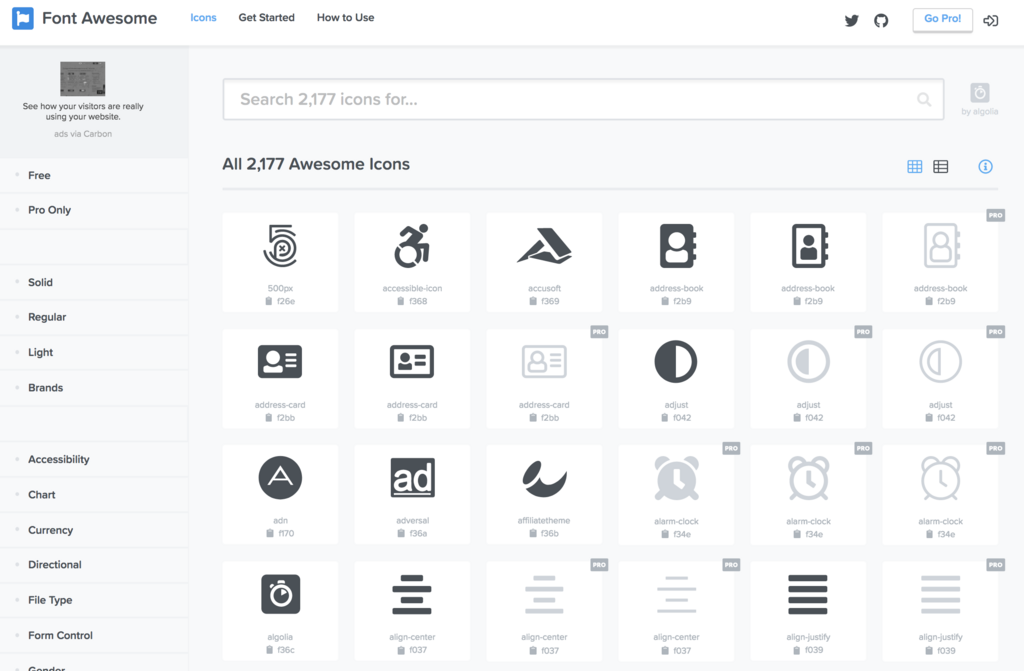 Font Awesome
Icons
Get Started
How to Use
Go Pro!
See how your visitors are really
using your website.
ads via Carbon
Free
Pro Only
Solid
Regular
Light
Brands
Accessibility
Chart
Currency
Directional
File Type
Form Control
Gender
Search 2,177 icons for...
by algolia
All 2,177 Awesome Icons
500px
f26e
accessible-icon
f368
accusoft
f369
address-book
f2b9
address-book
f2b9
PRO
address-book
f2b9
address-card
f2bb
address-card
f2bb
PRO
address-card
f2bb
adjust
f042
PRO
adjust
f042
PRO
adjust
f042
adn
f170
ad
adversal
f36a
affiliatetheme
f36b
PRO
alarm-clock
f34e
PRO
alarm-clock
f34e
PRO
alarm-clock
f34e
algolia
f36c
align-center
f037
PRO
align-center
f037
PRO
align-center
f037
align-justify
f039
PRO
align-justify
f039